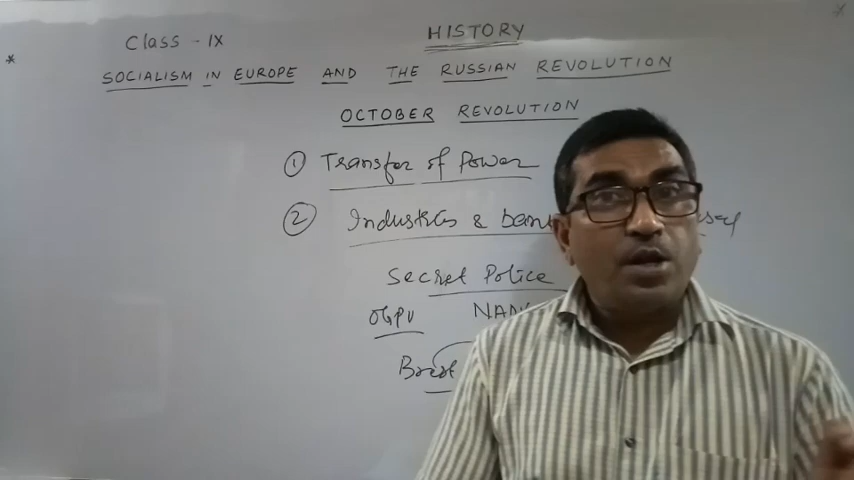 Class - IX
HISTORY
SOCIALISM IN EUROPE AND THE RUSSIAN REVOLUTION
OCTOBER REVOLUTION
① Transfer of Power
② Industries &
Secret Police
OGPU